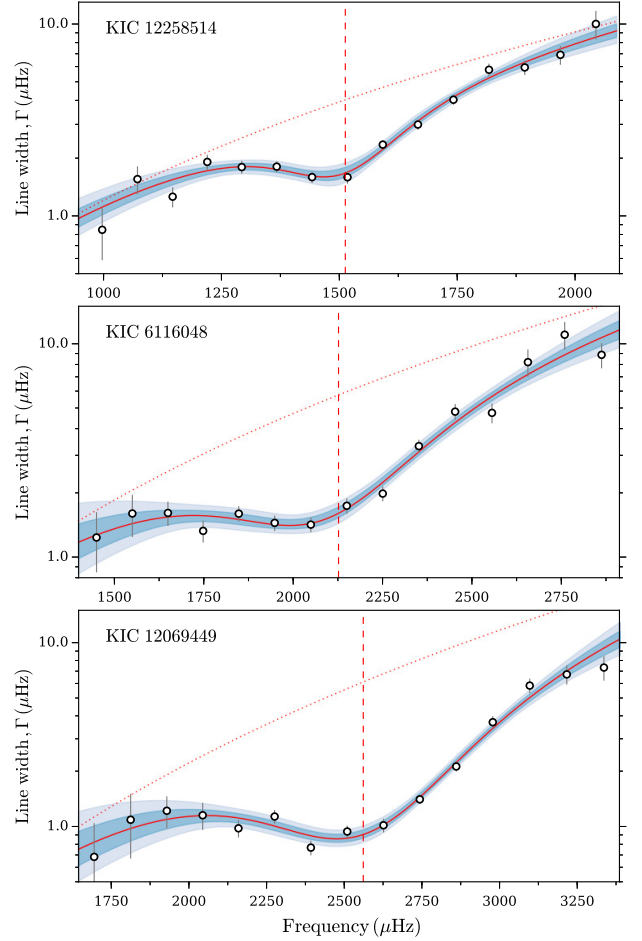 KIC 12258514
10.0
1.0
Line width, Γ (μHz)
1000 1250 1500 1750 2000
KIC 6116048
10.0
1.0
Line width, Γ (μHz)
1500 1750 2000 2250 2500 2750
KIC 12069449
10.0
1.0
Line width, Γ (μHz)
1750 2000 2250 2500 2750 3000 3250
Frequency (μHz)